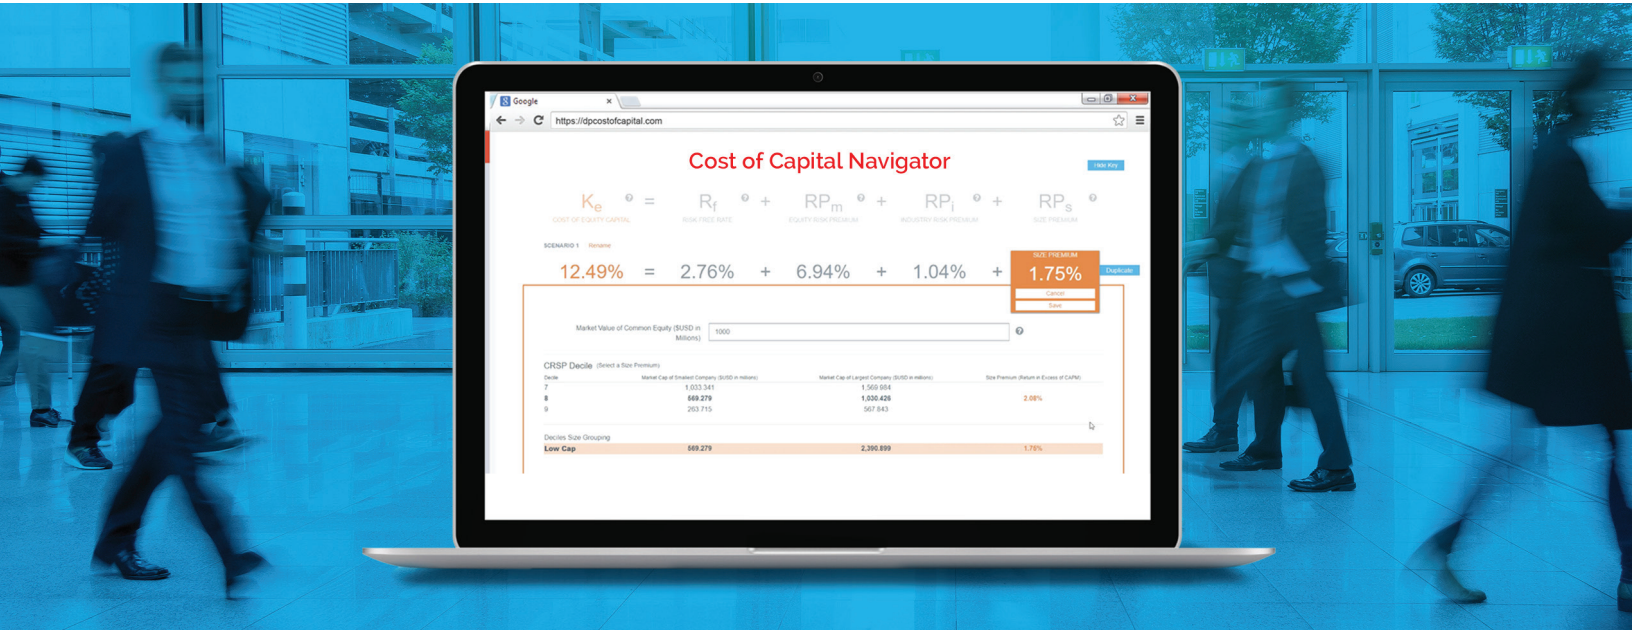 Google
https://dpcostofcapital.com
Cost of Capital Navigator
Hide Key
Ke = Rf + RPm + RPi + RPs
COST OF EQUITY CAPITAL RISK FREE RATE EQUITY RISK PREMIUM INDUSTRY RISK PREMIUM SIZE PREMIUM
SCENARIO 1 Rename
SIZE PREMIUM
12.49% = 2.76% + 6.94% + 1.04% + 1.75% Duplicate
Cancel
Save
Market Value of Common Equity ($USD in
Millions) 1000
CRSP Decile (Select a Size Premium)
Decile Market Cap of Smallest Company ($USD in millions) Market Cap of Largest Company ($USD in millions) Size Premium (Return in Excess of CAPM)
7 1,033.341 1,569.984
8 569.279 1,030.426 2.08%
9 263.715 567.843
Deciles Size Grouping
Low Cap 569.279 2,390.899 1.75%